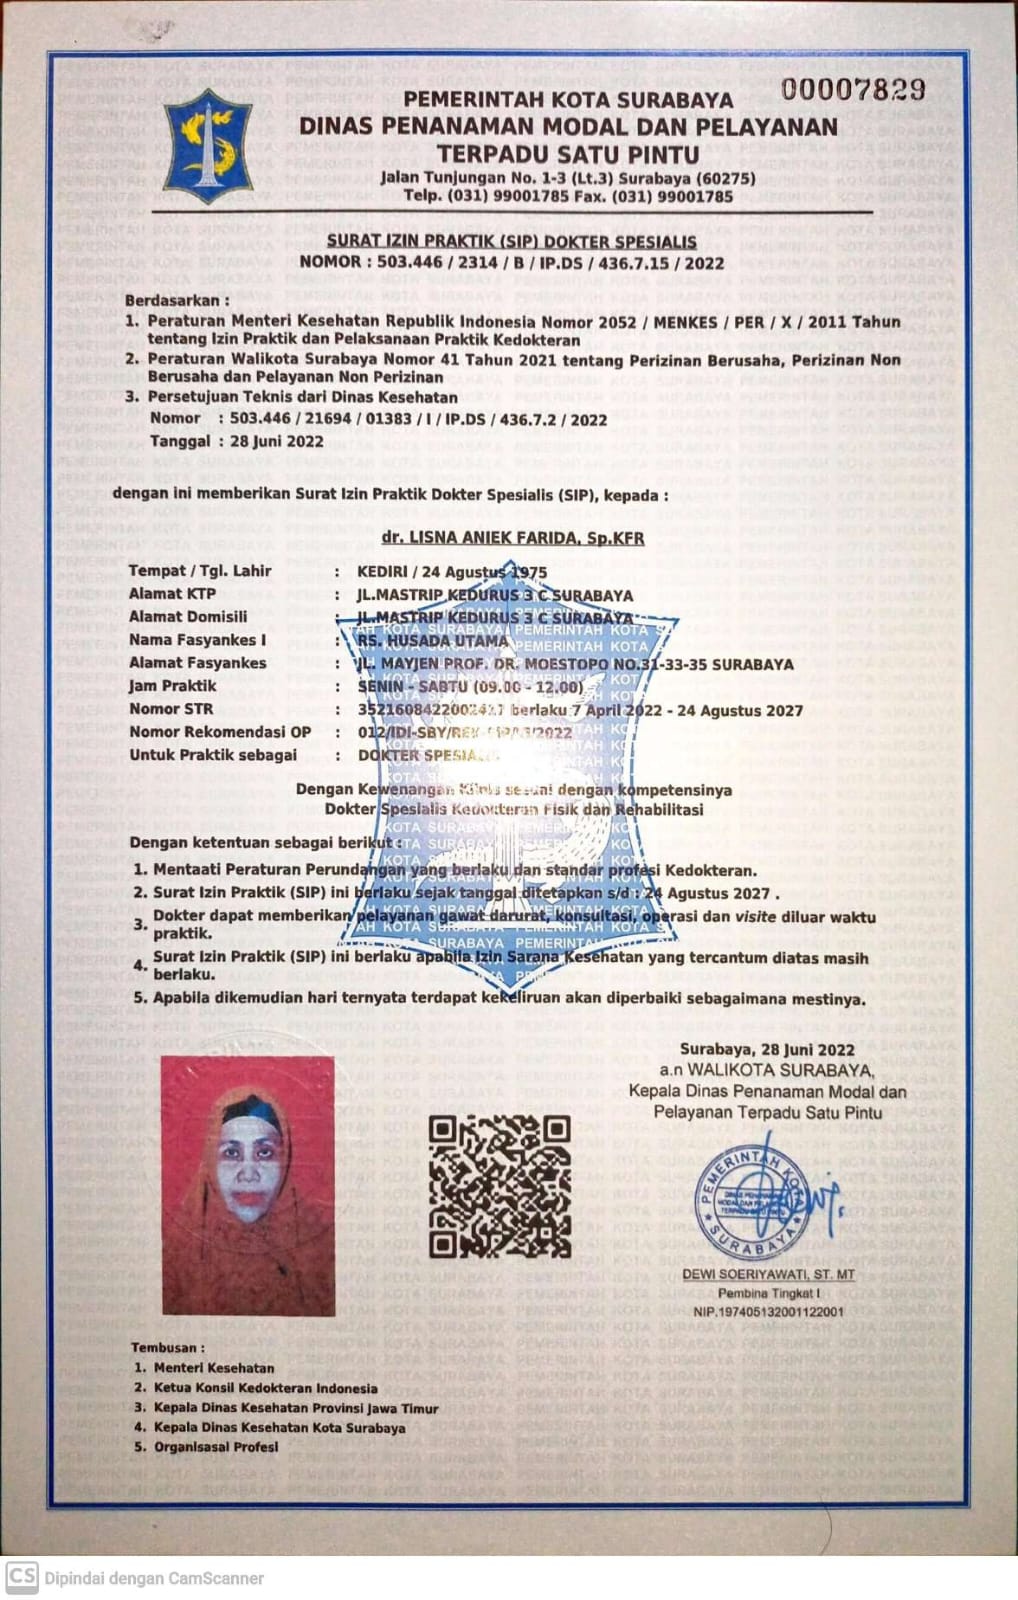 00007829
PEMERINTAH KOTA SURABAYA
DINAS PENANAMAN MODAL DAN PELAYANAN
TERPADU SATU PINTU
Jalan Tunjungan No. 1-3 (Lt.3) Surabaya (60275)
Telp. (031) 99001785 Fax. (031) 99001785
SURAT IZIN PRAKTIK (SIP) DOKTER SPESIALIS
NOMOR : 503.446 / 2314 / B / IP.DS / 436.7.15 / 2022
Berdasarkan :
1. Peraturan Menteri Kesehatan Republik Indonesia Nomor 2052 / MENKES / PER / X / 2011 Tahun
tentang Izin Praktik dan Pelaksanaan Praktik Kedokteran
2. Peraturan Walikota Surabaya Nomor 41 Tahun 2021 tentang Perizinan Berusaha, Perizinan Non
Berusaha dan Pelayanan Non Perizinan
3. Persetujuan Teknis dari Dinas Kesehatan
Nomor : 503.446 / 21694 / 01383 / I / IP.DS / 436.7.2 / 2022
Tanggal : 28 Juni 2022
dengan ini memberikan Surat Izin Praktik Dokter Spesialis (SIP), kepada :
dr. LISNA ANIEK FARIDA, Sp.KFR
Tempat / Tgl. Lahir : KEDIRI / 24 Agustus 1975
Alamat KTP : JL.MASTRIP KEDURUS 3 C SURABAYA
Alamat Domisili : JL.MASTRIP KEDURUS 3 C SURABAYA
Nama Fasyankes I : RS. HUSADA UTAMA
Alamat Fasyankes : JL. MAYJEN PROF. DR. MOESTOPO NO.31-33-35 SURABAYA
Jam Praktik : SENIN - SABTU (09.00 - 12.00)
Nomor STR : berlaku 7 April 2022 - 24 Agustus 2027
Nomor Rekomendasi OP :
Untuk Praktik sebagai : DOKTER SPESIALIS
Dengan Kewenangan Klinis sesuai dengan kompetensinya
Dokter Spesialis Kedokteran Fisik dan Rehabilitasi
Dengan ketentuan sebagai berikut :
1. Mentaati Peraturan Perundangan yang berlaku dan standar profesi Kedokteran.
2. Surat Izin Praktik (SIP) ini berlaku sejak tanggal ditetapkan s/d : 24 Agustus 2027 .
3. Dokter dapat memberikan pelayanan gawat darurat, konsultasi, operasi dan visite diluar waktu
praktik.
4. Surat Izin Praktik (SIP) ini berlaku apabila Izin Sarana Kesehatan yang tercantum diatas masih
berlaku.
5. Apabila dikemudian hari ternyata terdapat kekeliruan akan diperbaiki sebagaimana mestinya.
Surabaya, 28 Juni 2022
a.n WALIKOTA SURABAYA,
Kepala Dinas Penanaman Modal dan
Pelayanan Terpadu Satu Pintu
PEMERINTAH KOTA
SURABAYA
DEWI SOERIYAWATI, ST. MT
Pembina Tingkat I
NIP.197405132001122001
Tembusan :
1. Menteri Kesehatan
2. Ketua Konsil Kedokteran Indonesia
3. Kepala Dinas Kesehatan Provinsi Jawa Timur
4. Kepala Dinas Kesehatan Kota Surabaya
5. Organisasai Profesi
CS Dipindai dengan CamScanner